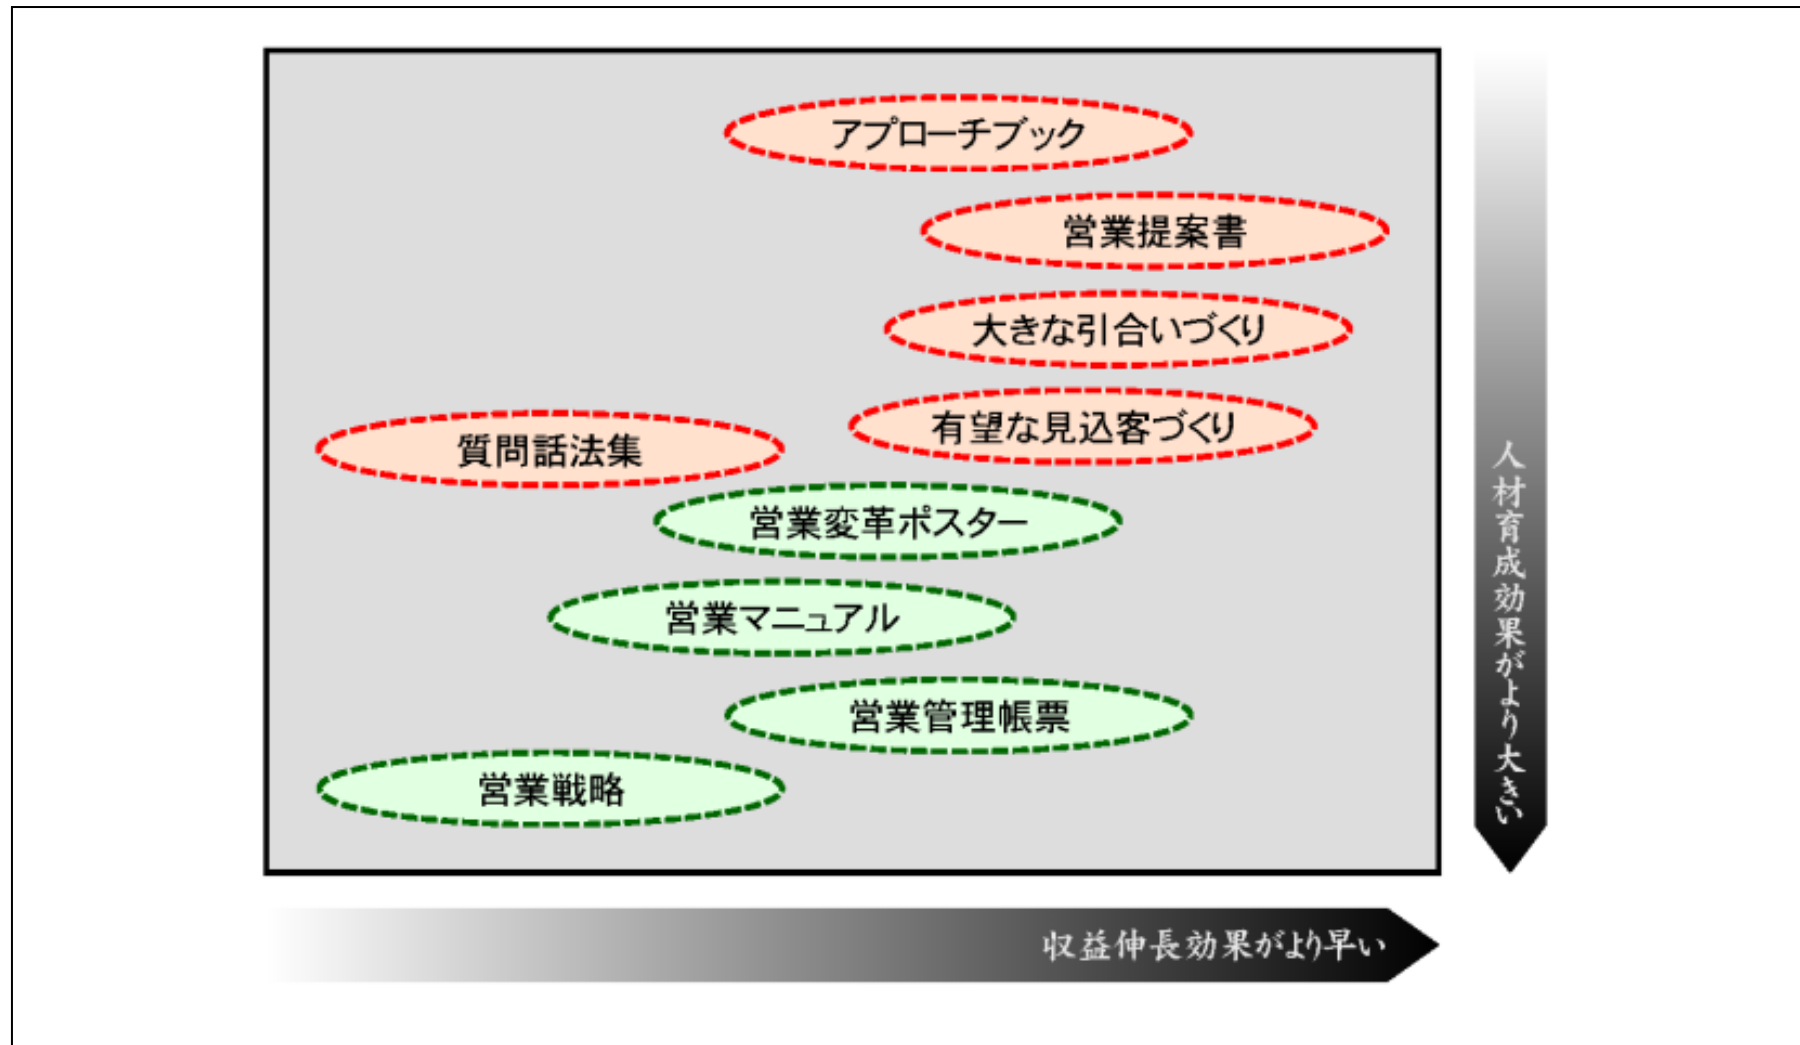 アプローチブック
営業提案書
大きな引合いづくり
有望な見込客づくり
質問話法集
営業変革ポスター
営業マニュアル
営業管理帳票
営業戦略
人材育成効果がより大きい
収益伸長効果がより早い